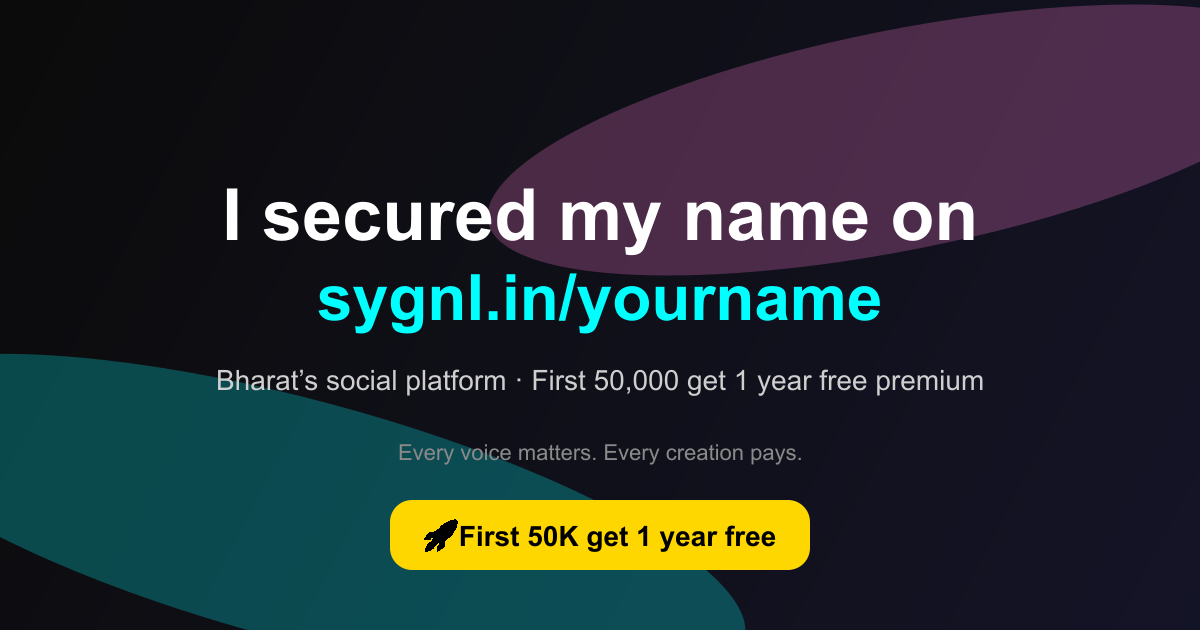 I secured my name on
sygnl.in/yourname
Bharat’s social platform · First 50,000 get 1 year free premium
Every voice matters. Every creation pays.
First 50K get 1 year free